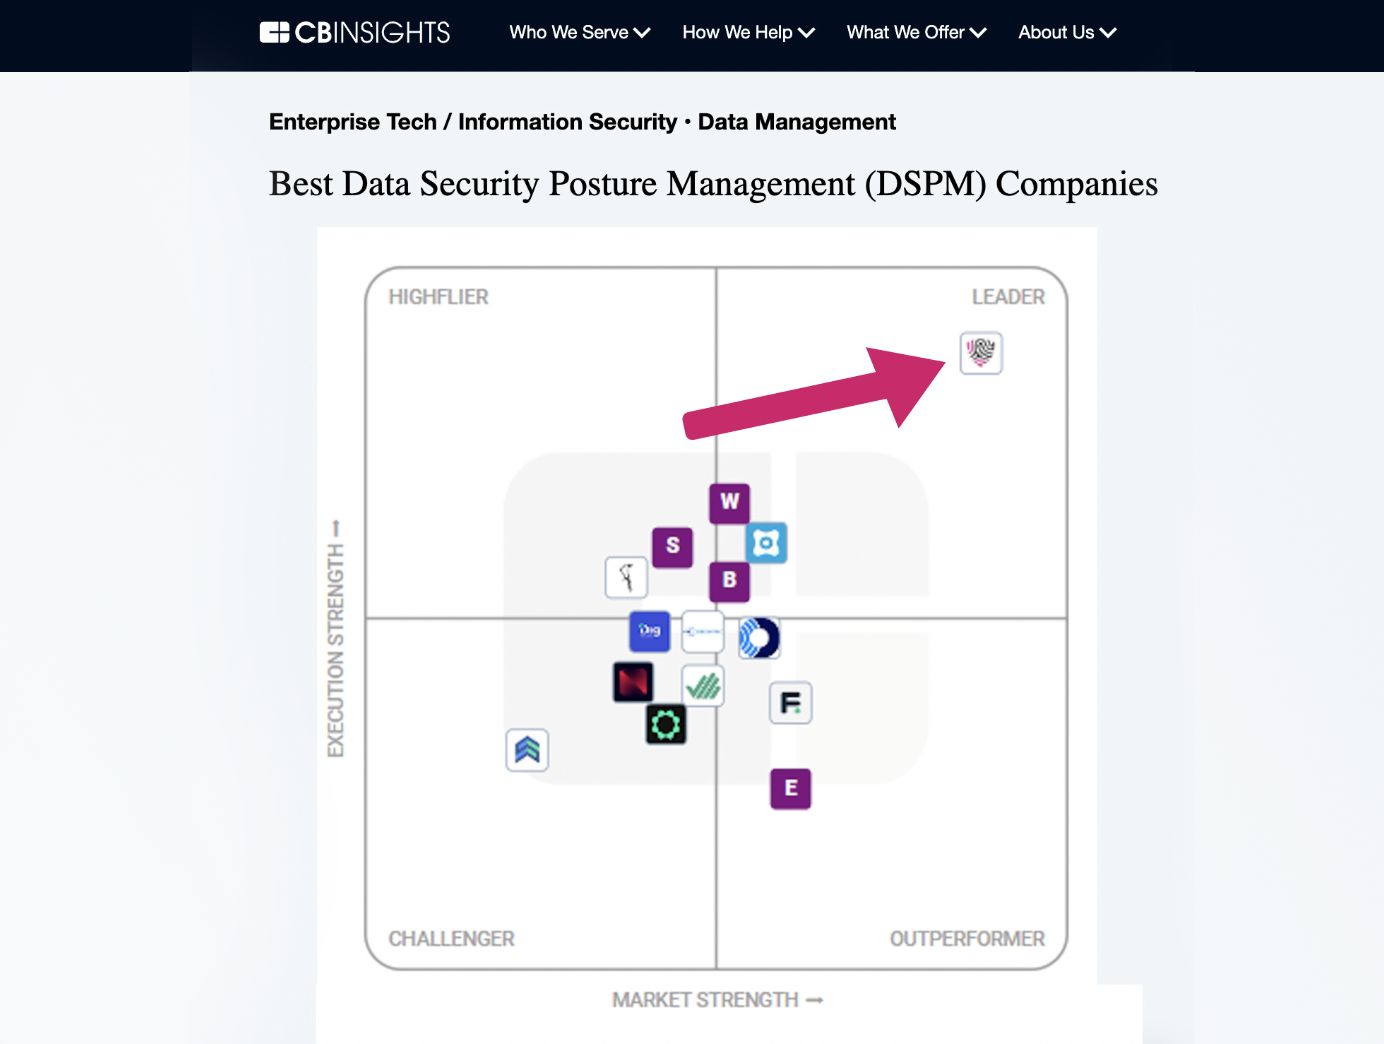 CBINSIGHTS
Who We Serve How We Help What We Offer About Us
Enterprise Tech / Information Security • Data Management
Best Data Security Posture Management (DSPM) Companies
HIGHFLIER LEADER
W
S
B
Dig
F.
E
EXECUTION STRENGTH →
CHALLENGER OUTPERFORMER
MARKET STRENGTH →